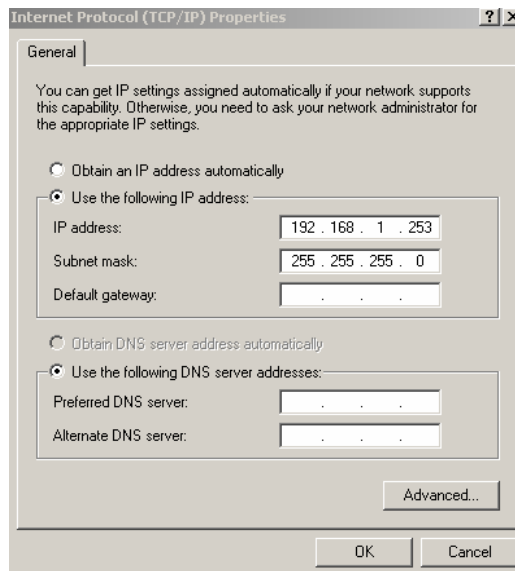 Internet Protocol (TCP/IP) Properties
General
You can get IP settings assigned automatically if your network supports
this capability. Otherwise, you need to ask your network administrator for
the appropriate IP settings.
Obtain an IP address automatically
Use the following IP address:
IP address: 192 . 168 . 1 . 253
Subnet mask: 255 . 255 . 255 . 0
Default gateway: . . .
Obtain DNS server address automatically
Use the following DNS server addresses:
Preferred DNS server: . . .
Alternate DNS server: . . .
Advanced...
OK Cancel